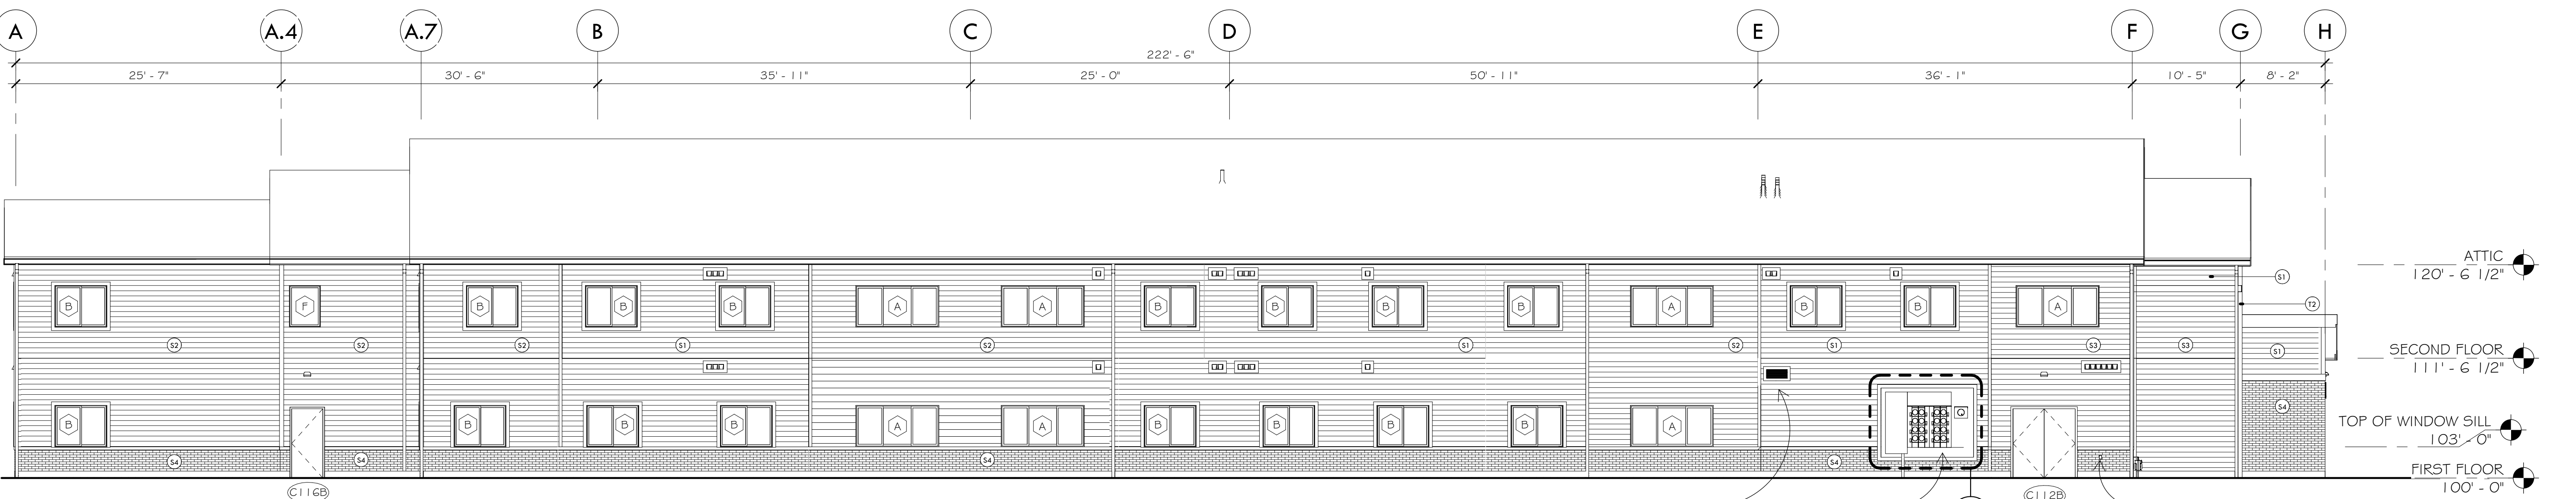 A A.4 A.7 B C D E F G H
222' - 6"
25' - 7" 30' - 6" 35' - 11" 25' - 0" 50' - 11" 36' - 1" 10' - 5" 8' - 2"
ATTIC
120' - 6 1/2"
S1
B F B B B A A B B B B A B B A
T2
S2 S2 S2 S1 S2 S1 S2 S1 S3 S3 S1
SECOND FLOOR
111' - 6 1/2"
S4
B B B B A A B B B B A
TOP OF WINDOW SILL
103' - 0"
S4 S4 S4 S4
FIRST FLOOR
100' - 0"
C116B C112B